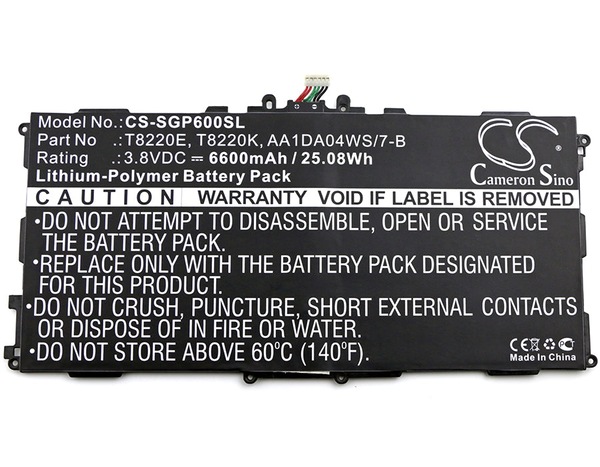 Model No.:CS-SGP600SL
Part No .:T8220E, T8220K, AA1DA04WS/7-B
Rating :3.8VDC⎓6600mAh / 25.08Wh
Lithium-Polymer Battery Pack
Cameron Sino
CAUTION WARRANTY VOID IF LABEL IS REMOVED
•DO NOT ATTEMPT TO DISASSEMBLE, OPEN OR SERVICE
THE BATTERY PACK.
•REPLACE ONLY WITH THE BATTERY PACK DESIGNATED
FOR THIS PRODUCT.
•DO NOT CRUSH, PUNCTURE, SHORT EXTERNAL CONTACTS
OR DISPOSE OF IN FIRE OR WATER.
•DO NOT STORE ABOVE 60°C (140°F).
CE
Made In China